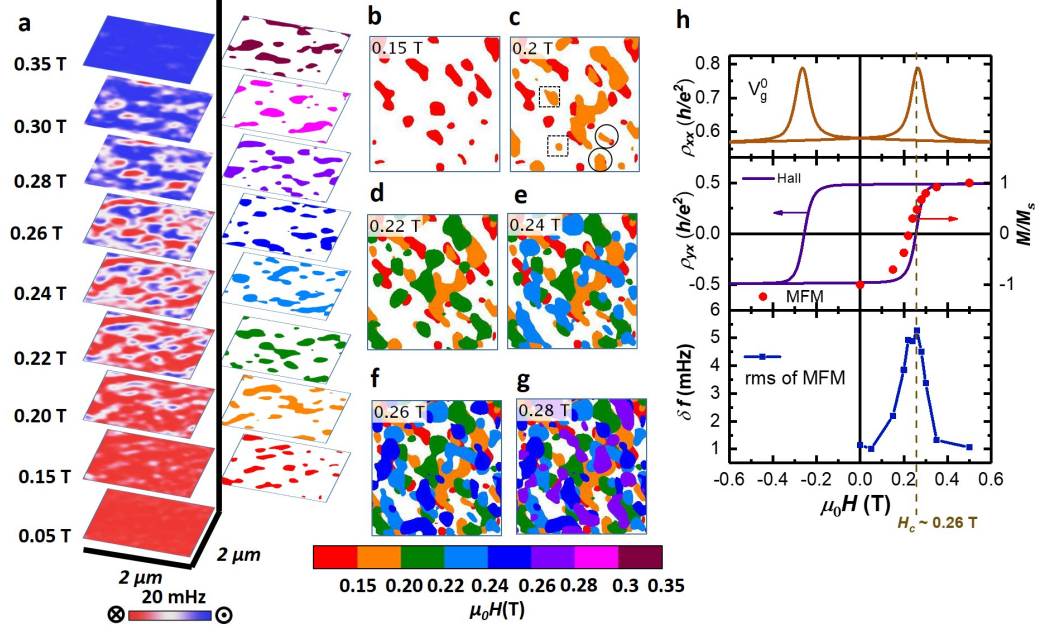 a
0.35 T
0.30 T
0.28 T
0.26 T
0.24 T
0.22 T
0.20 T
0.15 T
0.05 T
2 µm
2 µm
20 mHz
b
0.15 T
c
0.2 T
d
0.22 T
e
0.24 T
f
0.26 T
g
0.28 T
0.15 0.20 0.22 0.24 0.26 0.28 0.3 0.35
µ₀H(T)
h
V_g^0
ρxx (h/e²)
0.8
0.7
0.6
Hall
ρyx (h/e²)
0.5
0.0
-0.5
MFM
M/Ms
1
0
-1
rms of MFM
δ f (mHz)
6
5
4
3
2
1
-0.6 -0.4 -0.2 0.0 0.2 0.4 0.6
µ₀H (T)
Hc ~ 0.26 T